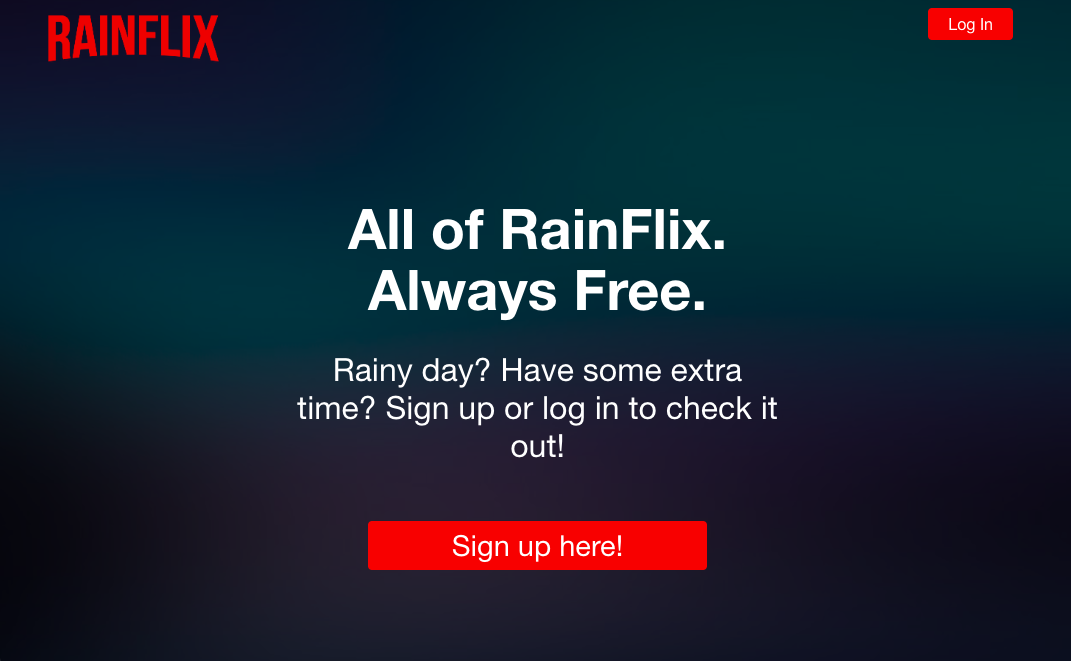 RAINFLIX
Log In
All of RainFlix.
Always Free.
Rainy day? Have some extra
time? Sign up or log in to check it
out!
Sign up here!